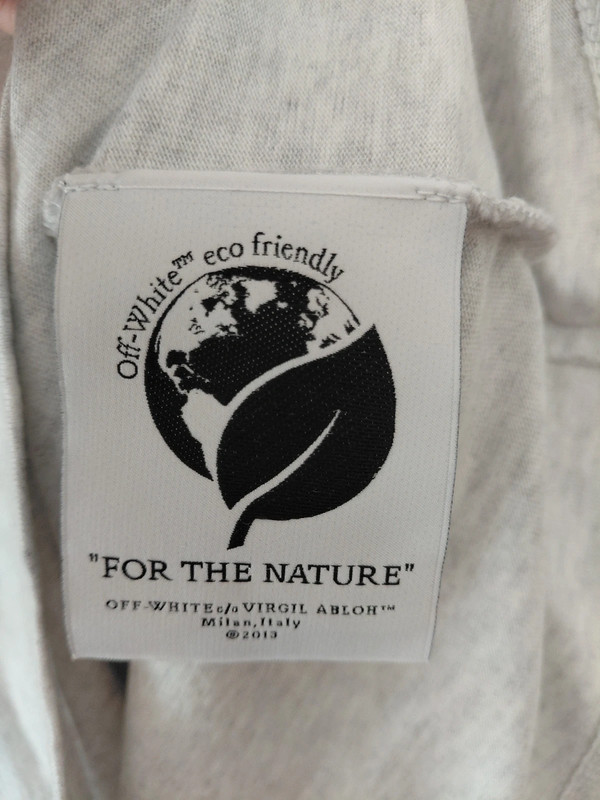 Off-White™ eco friendly
"FOR THE NATURE"
OFF-WHITE c/o VIRGIL ABLOH™
Milan, Italy
®2013